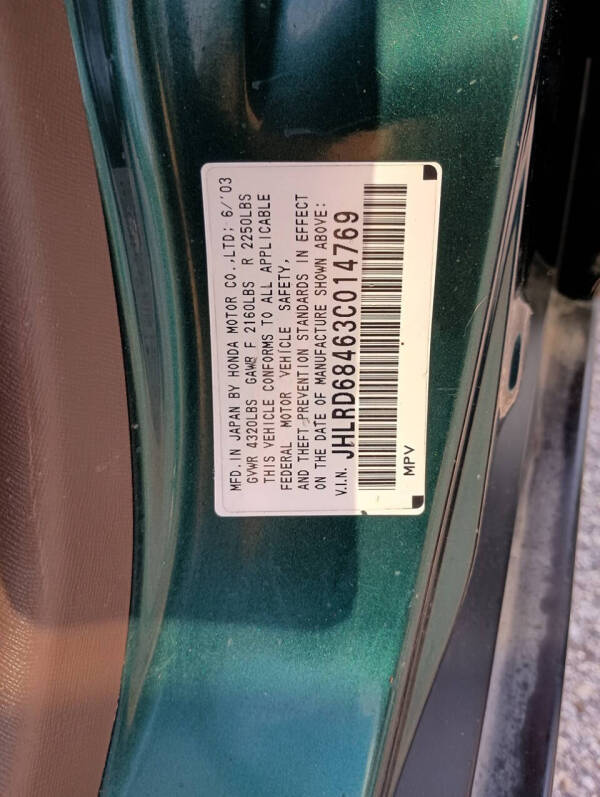 MFD.IN JAPAN BY HONDA MOTOR CO.,LTD; 6/'03
GVWR 4320LBS GAWR F 2160LBS R 2250LBS
THIS VEHICLE CONFORMS TO ALL APPLICABLE
FEDERAL MOTOR VEHICLE SAFETY,
AND THEFT PREVENTION STANDARDS IN EFFECT
ON THE DATE OF MANUFACTURE SHOWN ABOVE:
V.I.N. JHLRD68463C014769
MPV